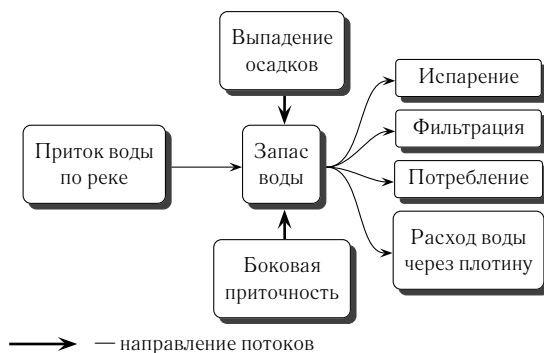 Выпадение
осадков
Приток воды
по реке
Запас
воды
Боковая
приточность
Испарение
Фильтрация
Потребление
Расход воды
через плотину
— направление потоков